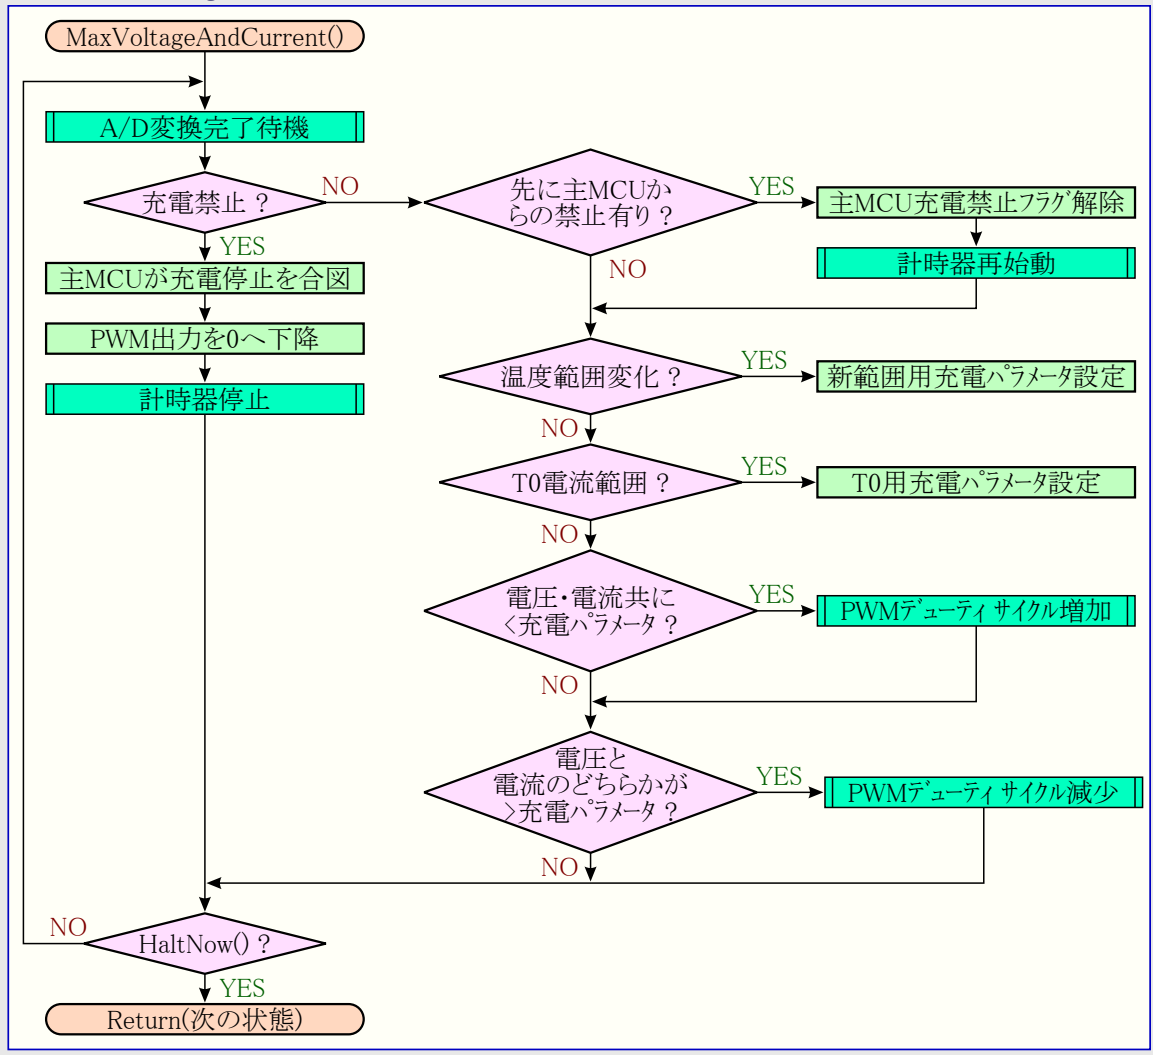 MaxVoltageAndCurrent()
A/D変換完了待機
充電禁止 ?
NO
YES
主MCUが充電停止を合図
PWM出力を0へ下降
計時器停止
先に主MCUか
らの禁止有り ?
YES
NO
主MCU充電禁止フラグ解除
計時器再始動
温度範囲変化 ?
YES
NO
新範囲用充電パラメータ設定
T0電流範囲 ?
YES
NO
T0用充電パラメータ設定
電圧・電流共に
<充電パラメータ ?
YES
NO
PWMデューティ サイクル増加
電圧と
電流のどちらかが
>充電パラメータ ?
YES
NO
PWMデューティ サイクル減少
HaltNow() ?
NO
YES
Return(次の状態)